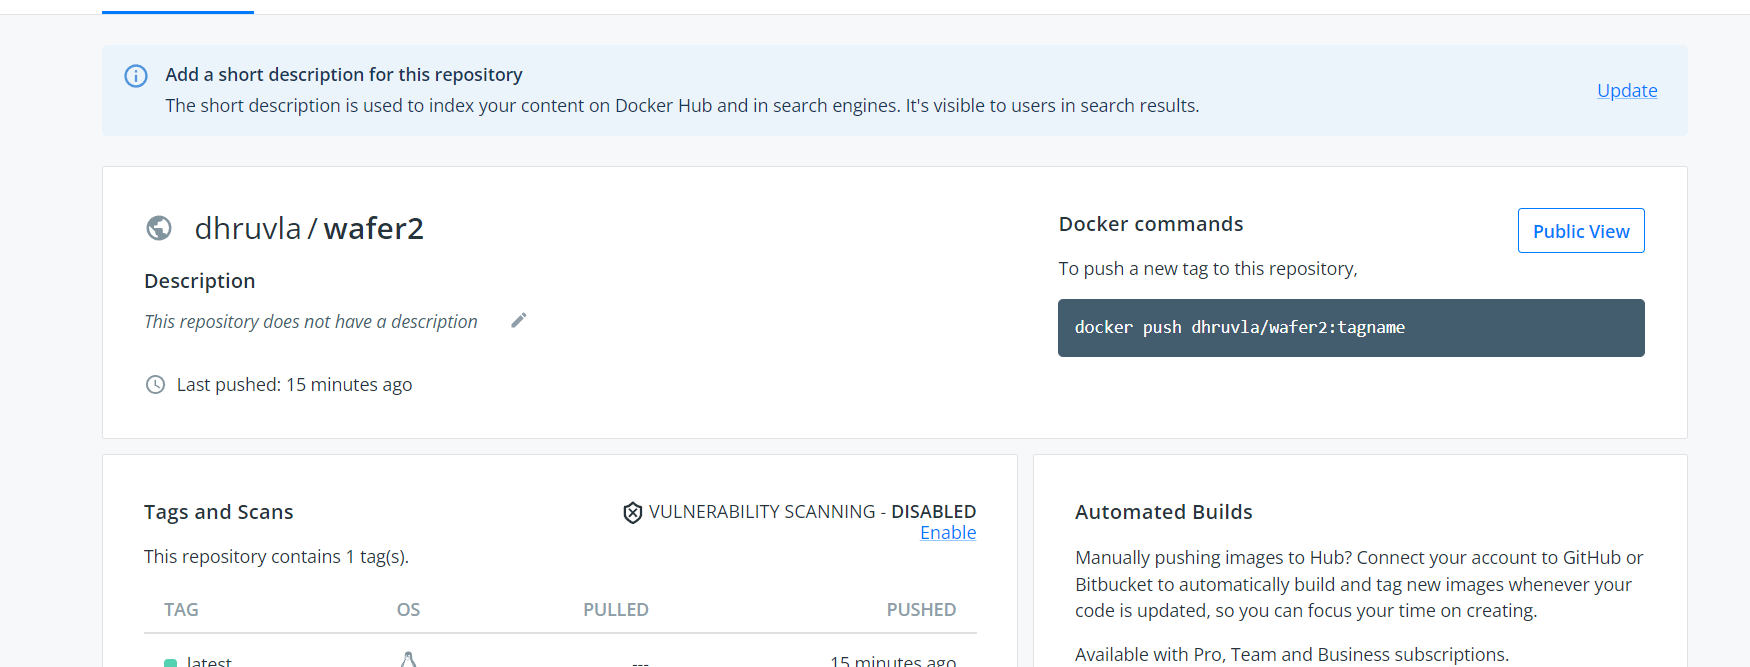 Add a short description for this repository
The short description is used to index your content on Docker Hub and in search engines. It's visible to users in search results.
Update
dhruvla / wafer2
Description
This repository does not have a description
Last pushed: 15 minutes ago
Docker commands
Public View
To push a new tag to this repository,
docker push dhruvla/wafer2:tagname
Tags and Scans
VULNERABILITY SCANNING - DISABLED
Enable
This repository contains 1 tag(s).
TAG OS PULLED PUSHED
latest --- 15 minutes ago
Automated Builds
Manually pushing images to Hub? Connect your account to GitHub or
Bitbucket to automatically build and tag new images whenever your
code is updated, so you can focus your time on creating.
Available with Pro, Team and Business subscriptions.